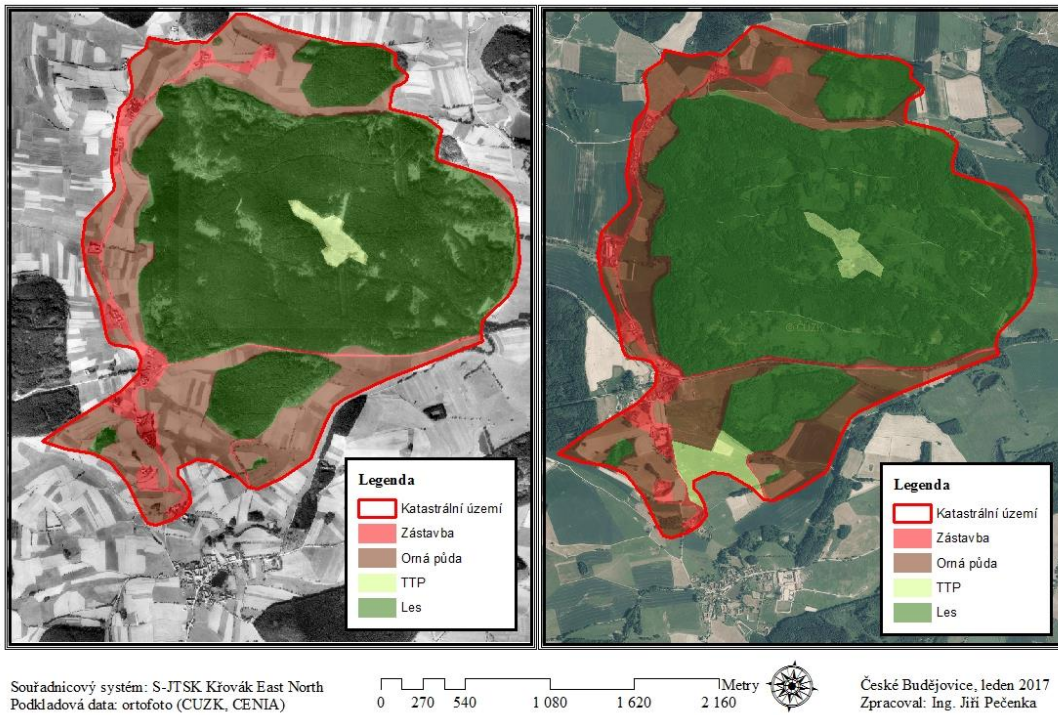 Legenda
Katastrální území
Zástavba
Orná půda
TTP
Les
Legenda
Katastrální území
Zástavba
Orná půda
TTP
Les
Souřadnicový systém: S-JTSK Křovák East North
Podkladová data: ortofoto (CUZK, CENIA)
Metry
0 270 540 1 080 1 620 2 160
České Budějovice, leden 2017
Zpracoval: Ing. Jiří Pečenka